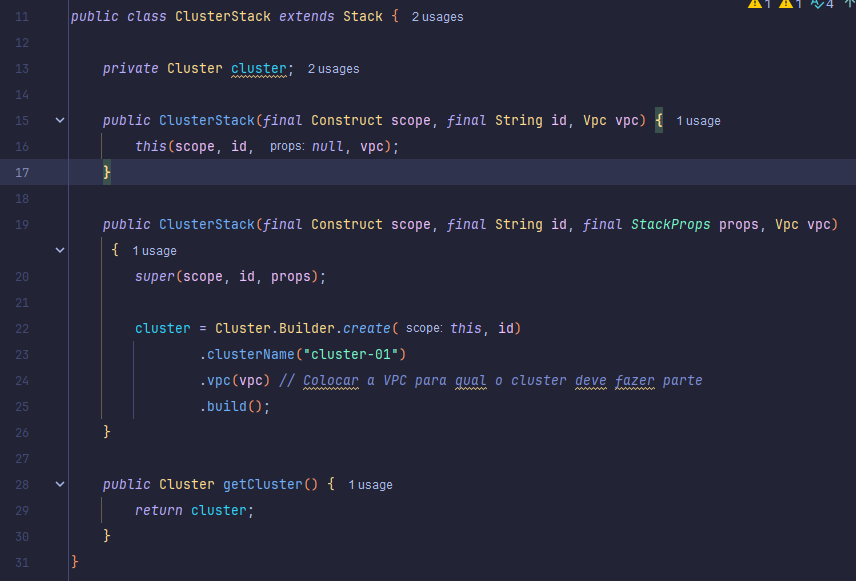 1 1 4
11 public class ClusterStack extends Stack { 2 usages
12
13 private Cluster cluster; 2 usages
14
15 public ClusterStack(final Construct scope, final String id, Vpc vpc) { 1 usage
16 this(scope, id, props: null, vpc);
17 }
18
19 public ClusterStack(final Construct scope, final String id, final StackProps props, Vpc vpc)
{ 1 usage
20 super(scope, id, props);
21
22 cluster = Cluster.Builder.create( scope: this, id)
23 .clusterName("cluster-01")
24 .vpc(vpc) // Colocar a VPC para qual o cluster deve fazer parte
25 .build();
26 }
27
28 public Cluster getCluster() { 1 usage
29 return cluster;
30 }
31 }